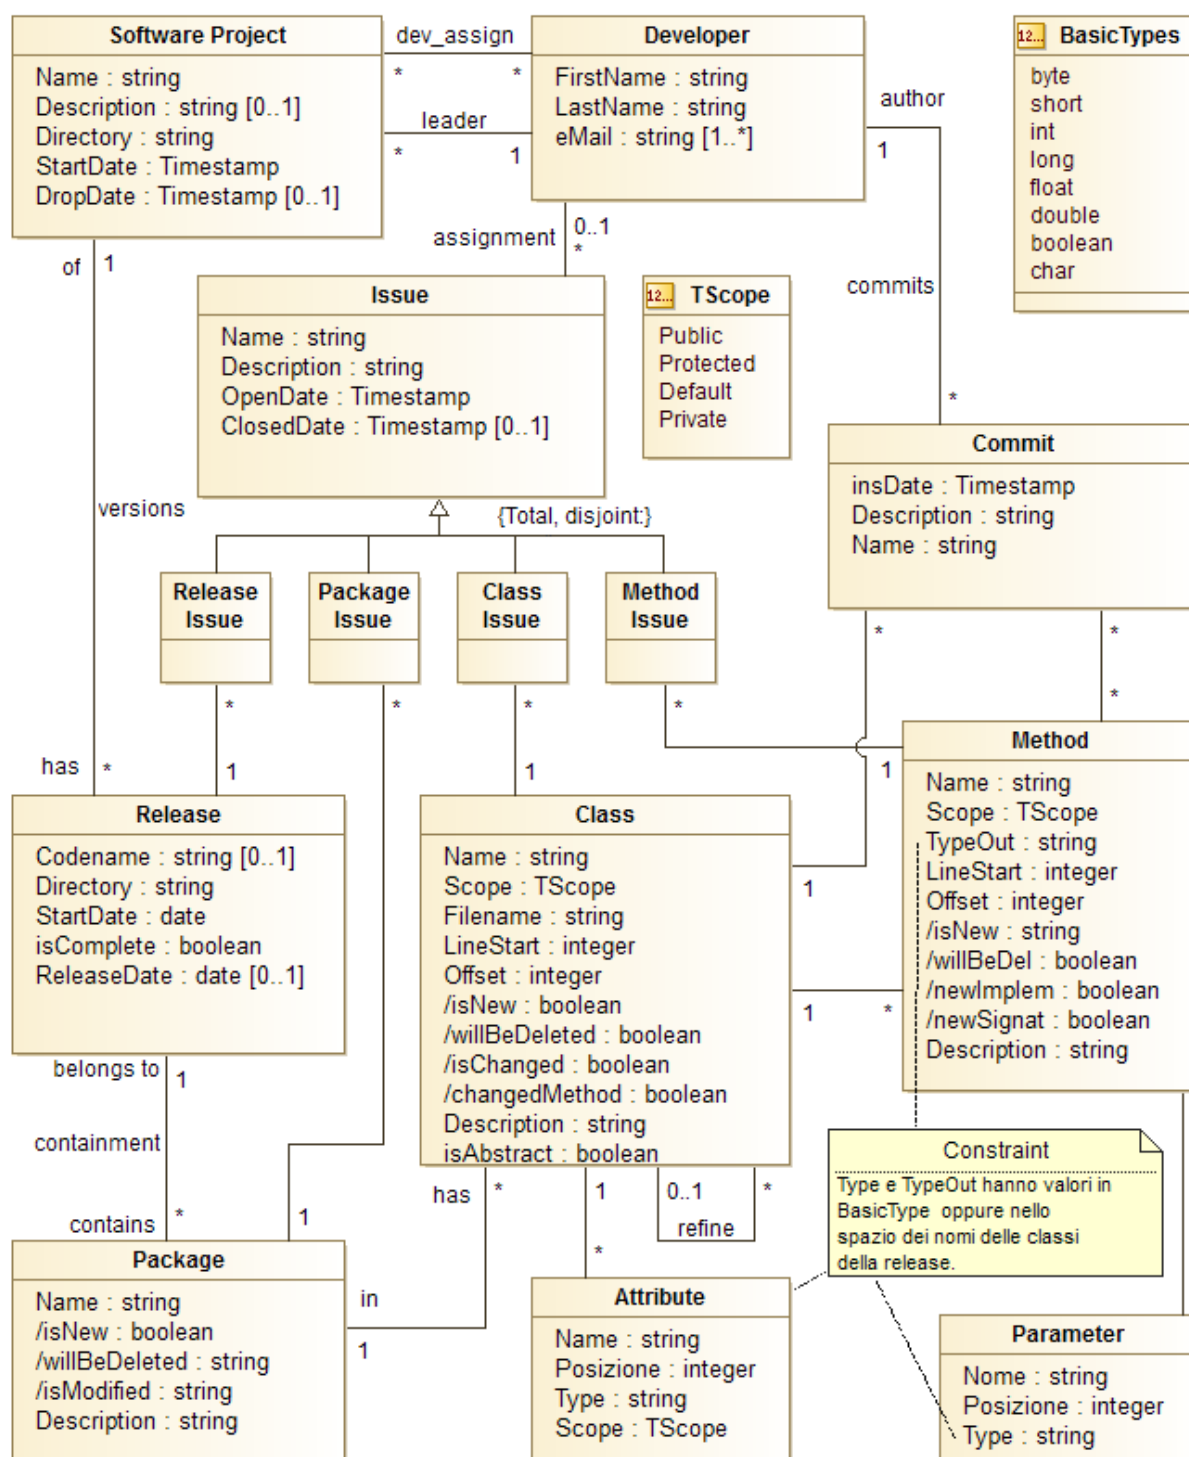 Software Project
Name : string
Description : string [0..1]
Directory : string
StartDate : Timestamp
DropDate : Timestamp [0..1]
dev_assign
*
*
leader
*
1
Developer
FirstName : string
LastName : string
eMail : string [1..*]
author
1
12...
BasicTypes
byte
short
int
long
float
double
boolean
char
of
1
assignment
0..1
*
commits
*
Issue
Name : string
Description : string
OpenDate : Timestamp
ClosedDate : Timestamp [0..1]
12...
TScope
Public
Protected
Default
Private
Commit
insDate : Timestamp
Description : string
Name : string
versions
{Total, disjoint:}
Release
Issue
Package
Issue
Class
Issue
Method
Issue
*
*
*
*
*
*
*
has
*
1
1
1
Release
Codename : string [0..1]
Directory : string
StartDate : date
isComplete : boolean
ReleaseDate : date [0..1]
Class
Name : string
Scope : TScope
Filename : string
LineStart : integer
Offset : integer
/isNew : boolean
/willBeDeleted : boolean
/isChanged : boolean
/changedMethod : boolean
Description : string
isAbstract : boolean
1
1
*
Method
Name : string
Scope : TScope
TypeOut : string
LineStart : integer
Offset : integer
/isNew : string
/willBeDel : boolean
/newImplem : boolean
/newSignat : boolean
Description : string
belongs to
1
containment
contains
*
1
has
*
1
*
0..1
*
refine
Constraint
Type e TypeOut hanno valori in
BasicType oppure nello
spazio dei nomi delle classi
della release.
Package
Name : string
/isNew : boolean
/willBeDeleted : string
/isModified : string
Description : string
in
1
Attribute
Name : string
Posizione : integer
Type : string
Scope : TScope
Parameter
Nome : string
Posizione : integer
Type : string